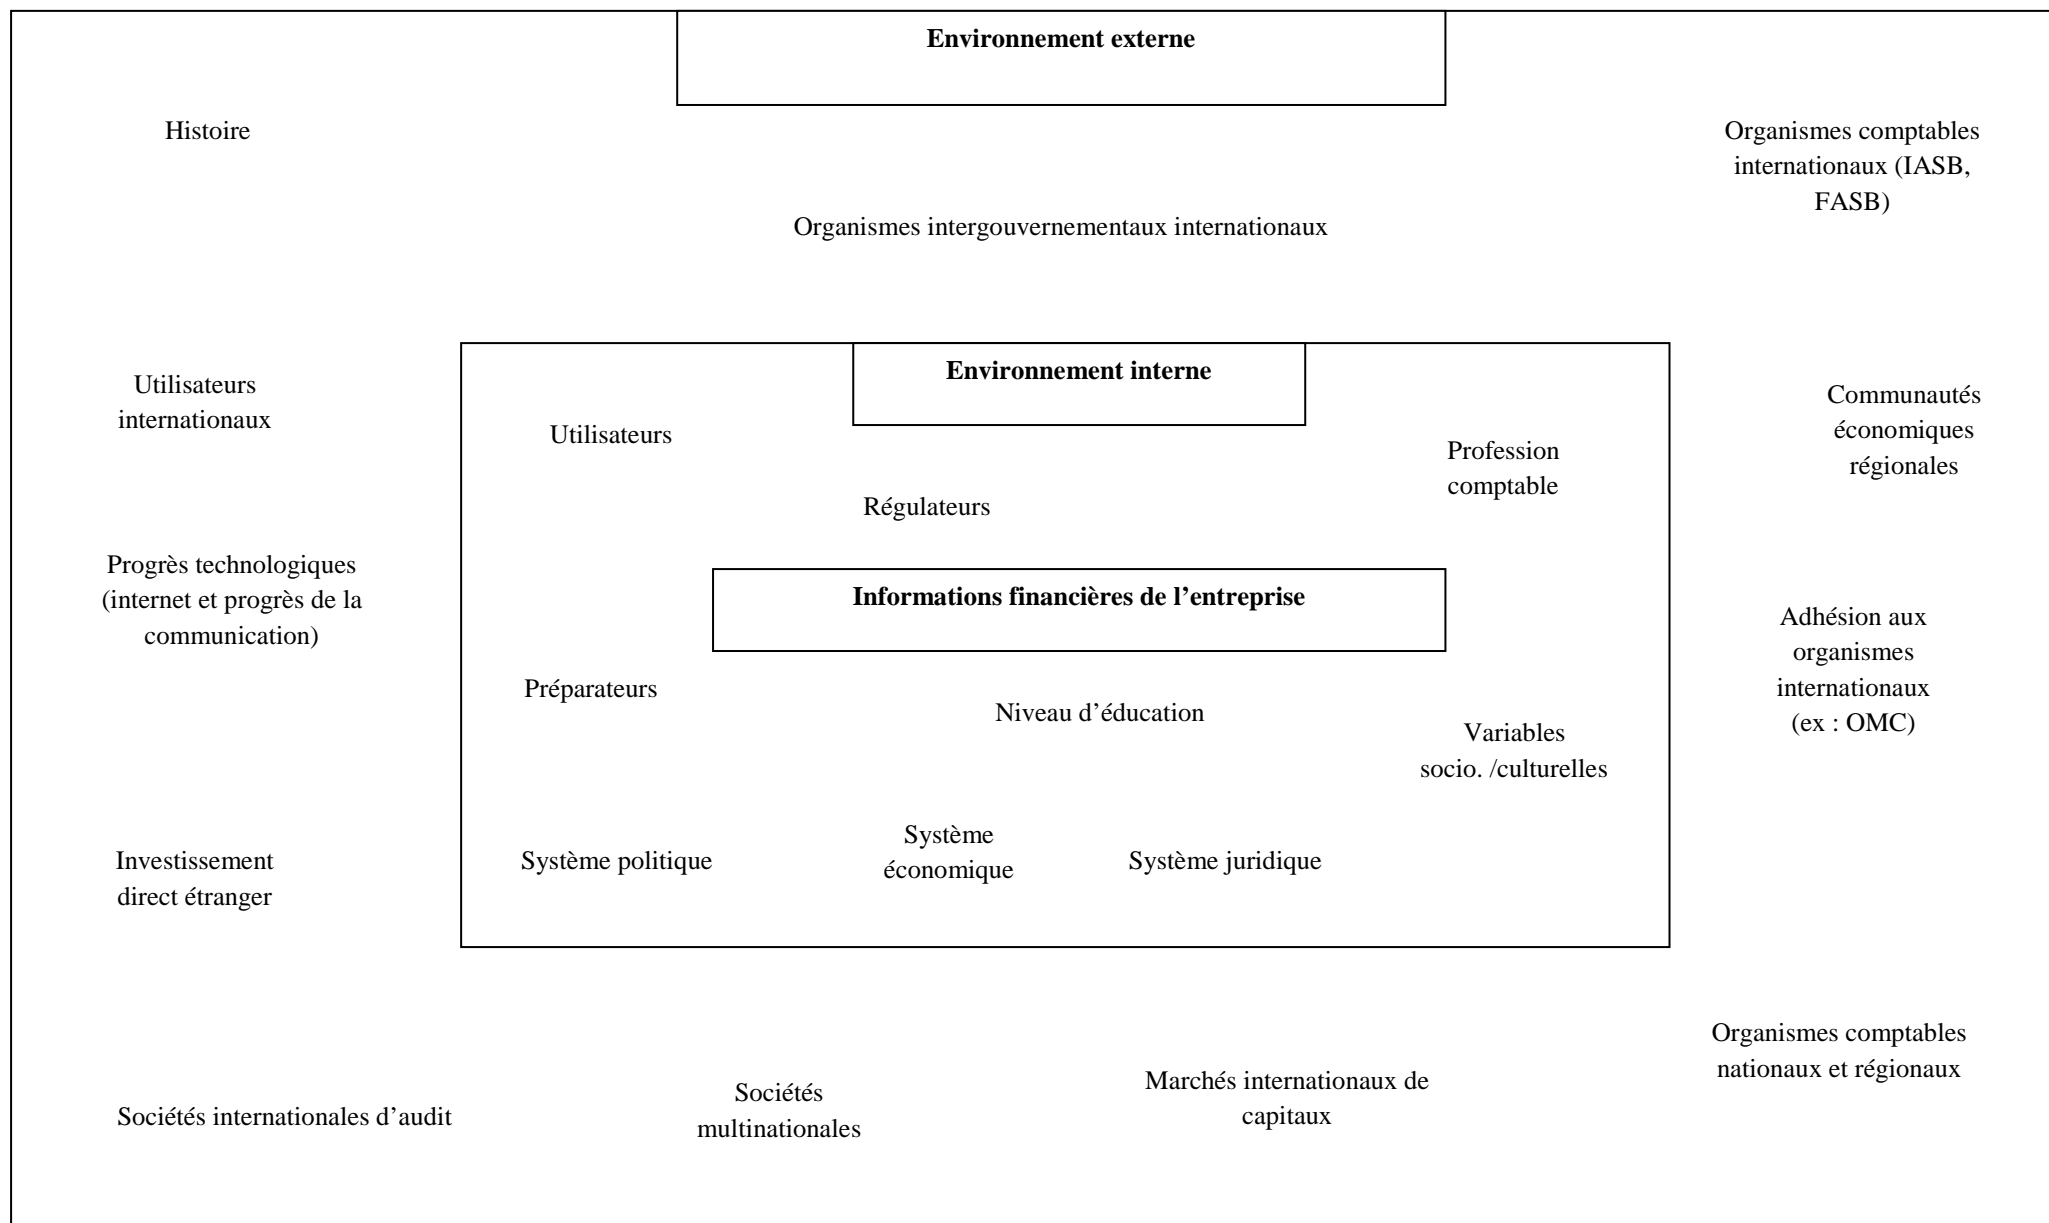 Environnement externe
Histoire
Organismes comptables
internationaux (IASB,
FASB)
Organismes intergouvernementaux internationaux
Environnement interne
Utilisateurs
internationaux
Communautés
économiques
régionales
Utilisateurs
Profession
comptable
Régulateurs
Progrès technologiques
(internet et progrès de la
communication)
Informations financières de l’entreprise
Adhésion aux
organismes
internationaux
(ex : OMC)
Préparateurs
Niveau d’éducation
Variables
socio. /culturelles
Investissement
direct étranger
Système politique
Système
économique
Système juridique
Organismes comptables
nationaux et régionaux
Sociétés internationales d’audit
Sociétés
multinationales
Marchés internationaux de
capitaux